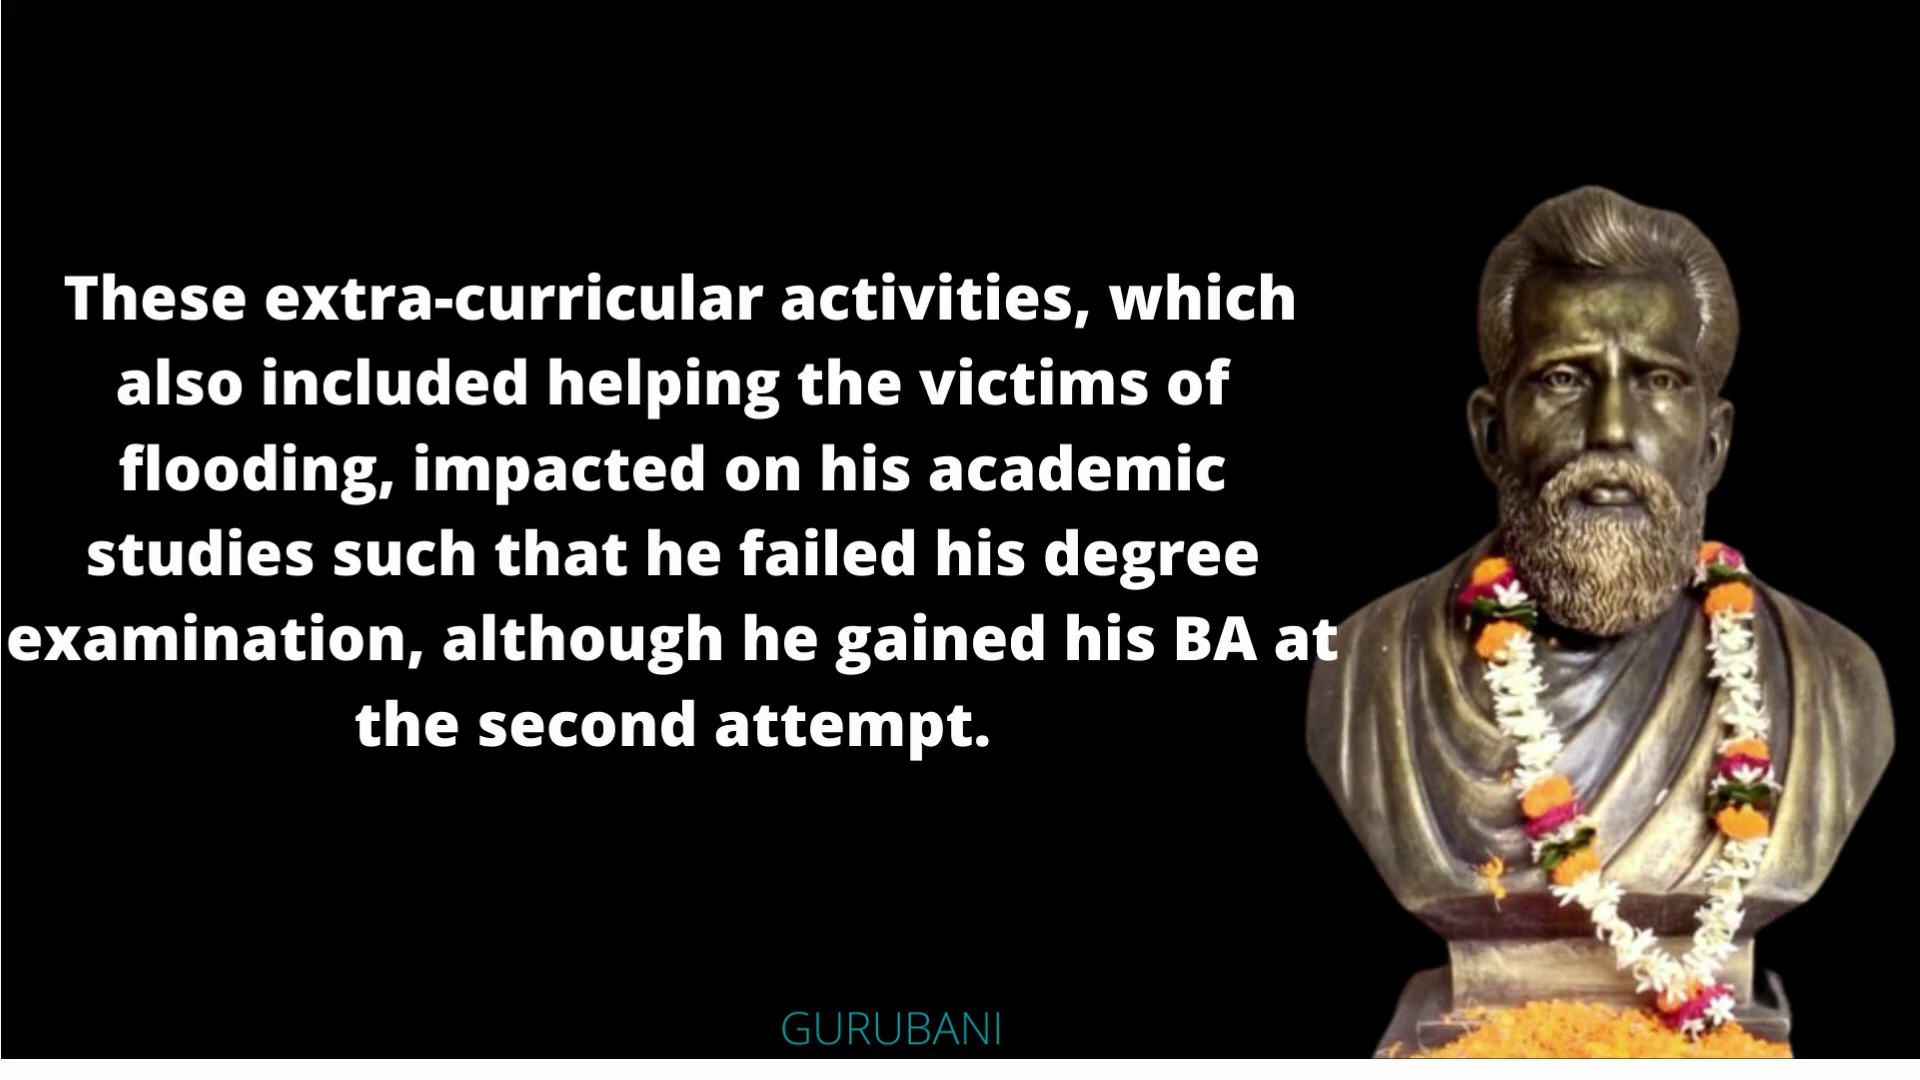 These extra-curricular activities, which
also included helping the victims of
flooding, impacted on his academic
studies such that he failed his degree
examination, although he gained his BA at
the second attempt.
GURUBANI